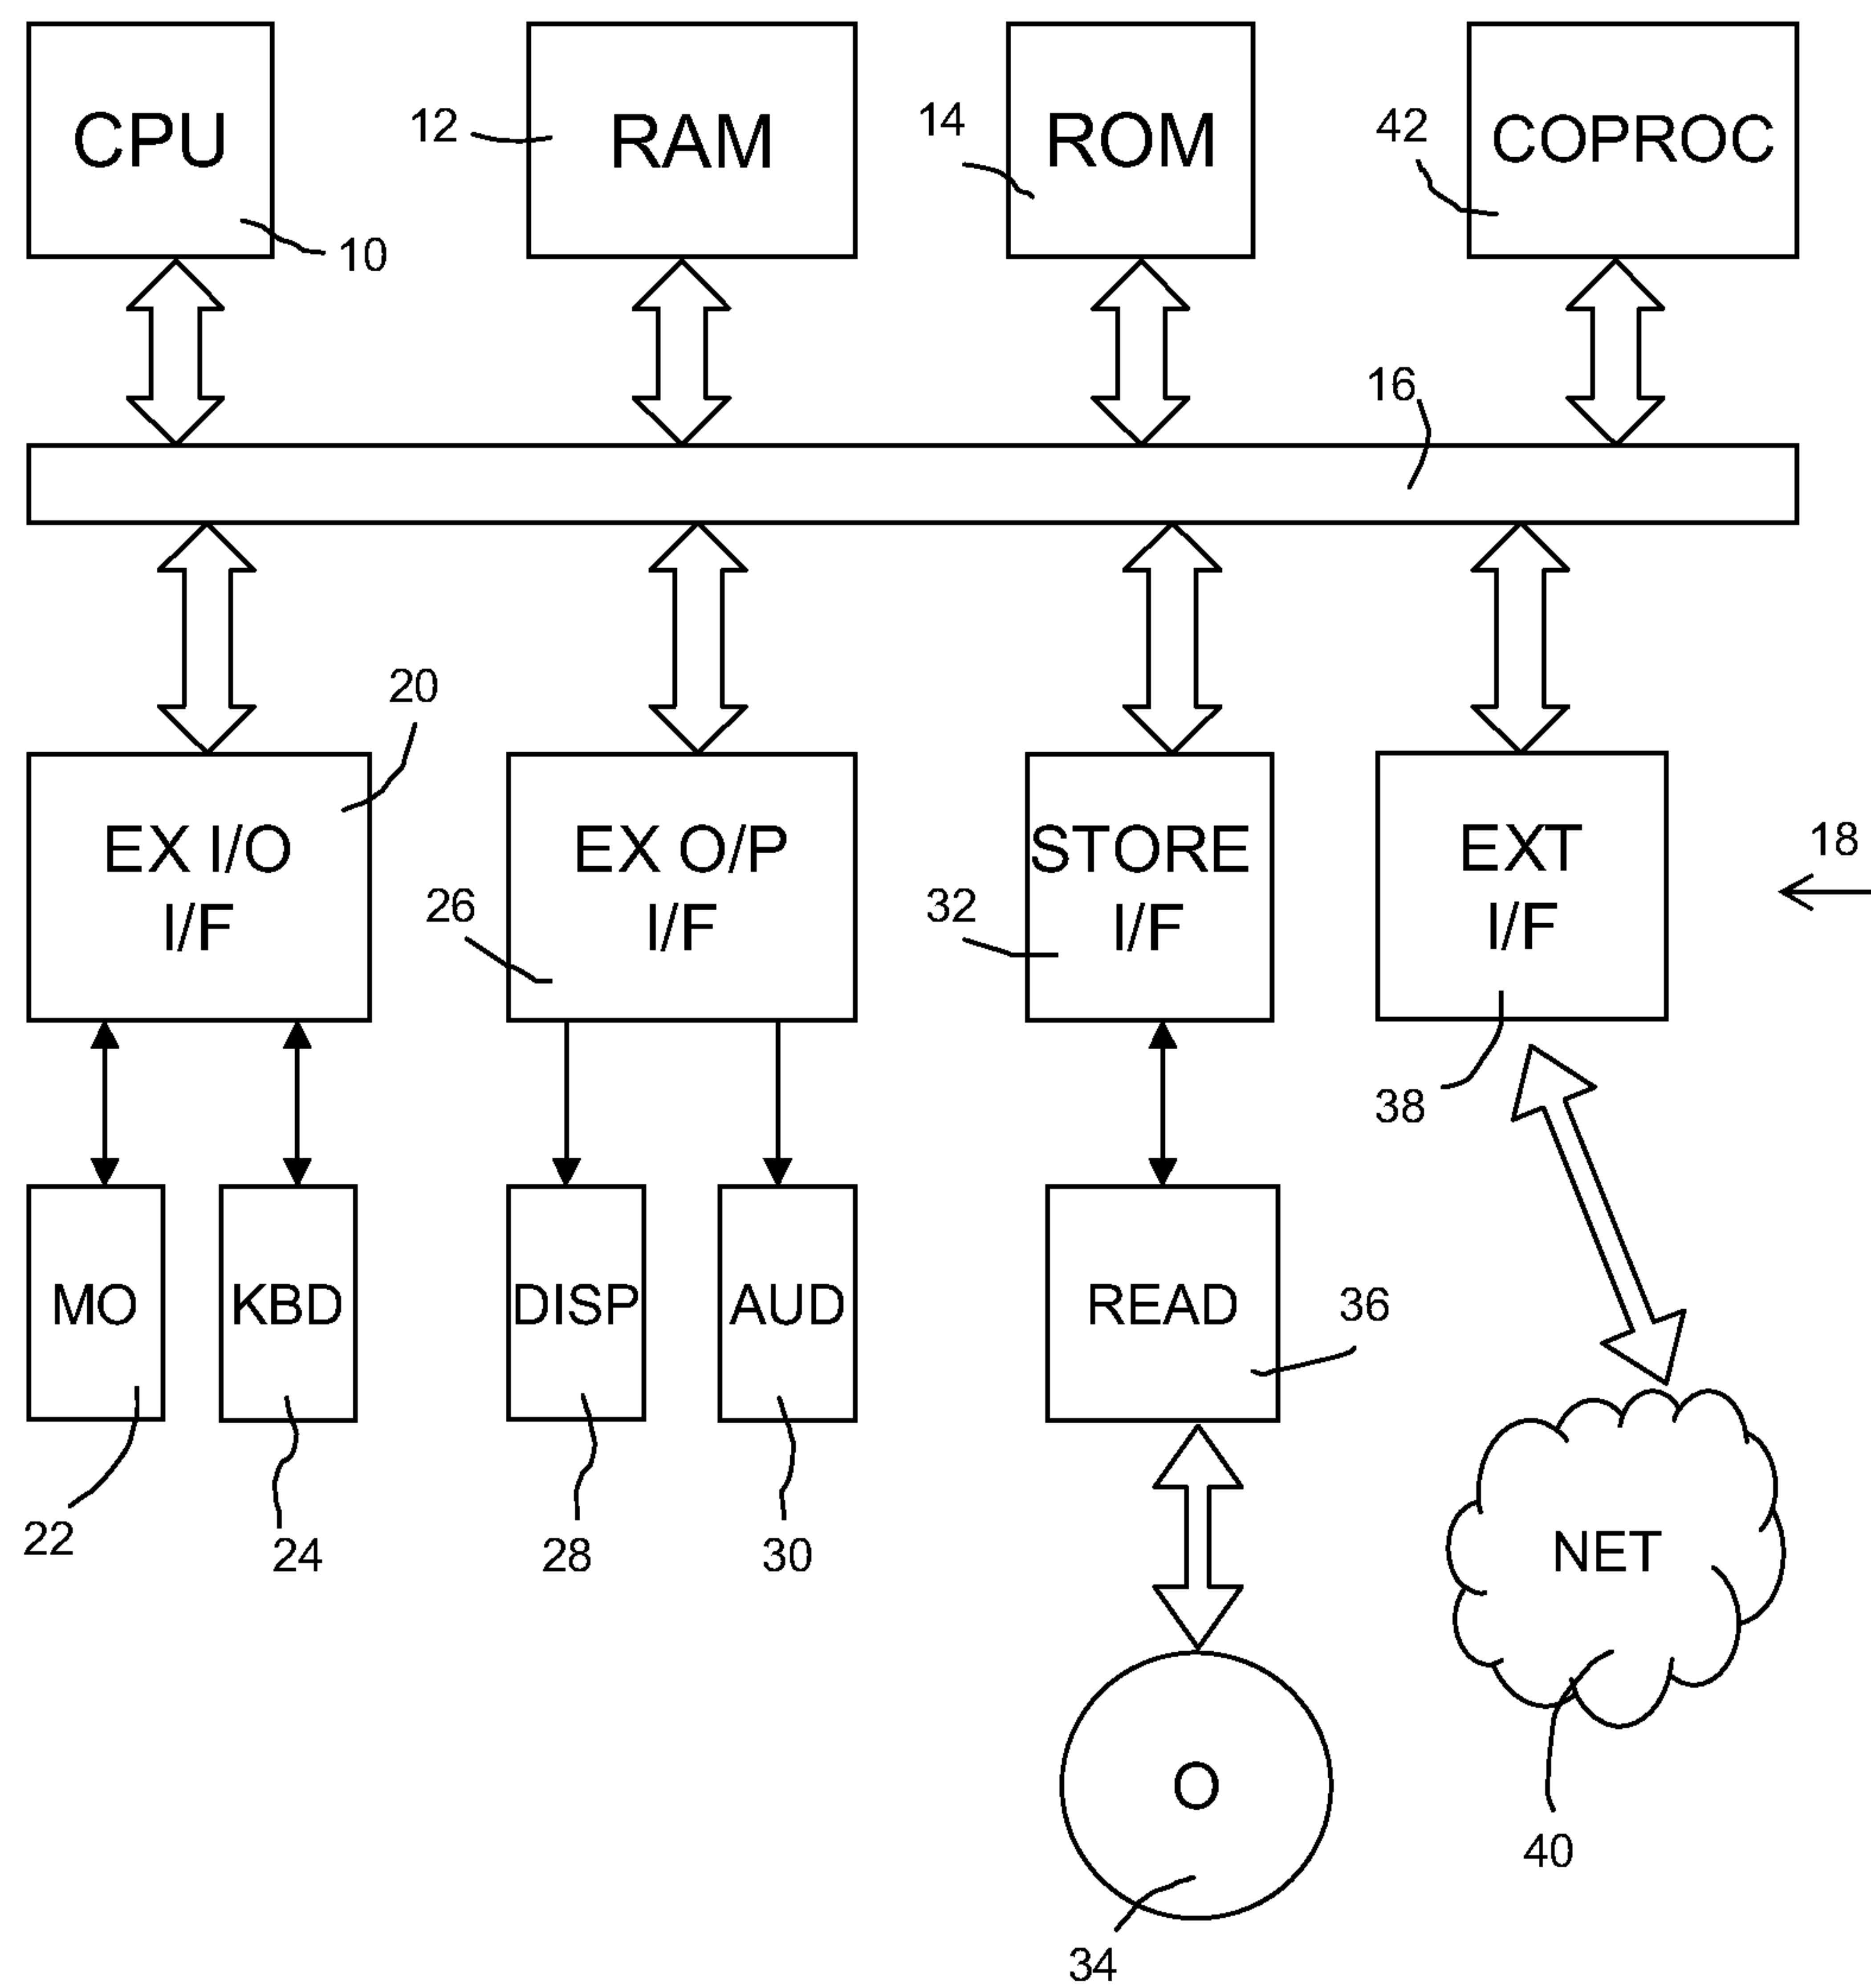 CPU
10
12
RAM
14
ROM
42
COPROC
16
20
EX I/O
I/F
EX O/P
I/F
26
STORE
I/F
32
EXT
I/F
38
18
MO
22
KBD
24
DISP
28
AUD
30
READ
36
NET
40
O
34